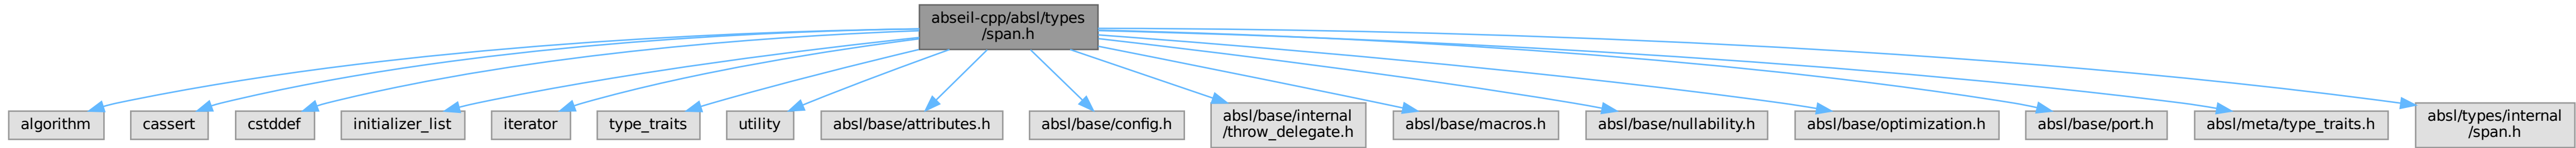 abseil-cpp/absl/types
/span.h
algorithm
cassert
cstddef
initializer_list
iterator
type_traits
utility
absl/base/attributes.h
absl/base/config.h
absl/base/internal
/throw_delegate.h
absl/base/macros.h
absl/base/nullability.h
absl/base/optimization.h
absl/base/port.h
absl/meta/type_traits.h
absl/types/internal
/span.h